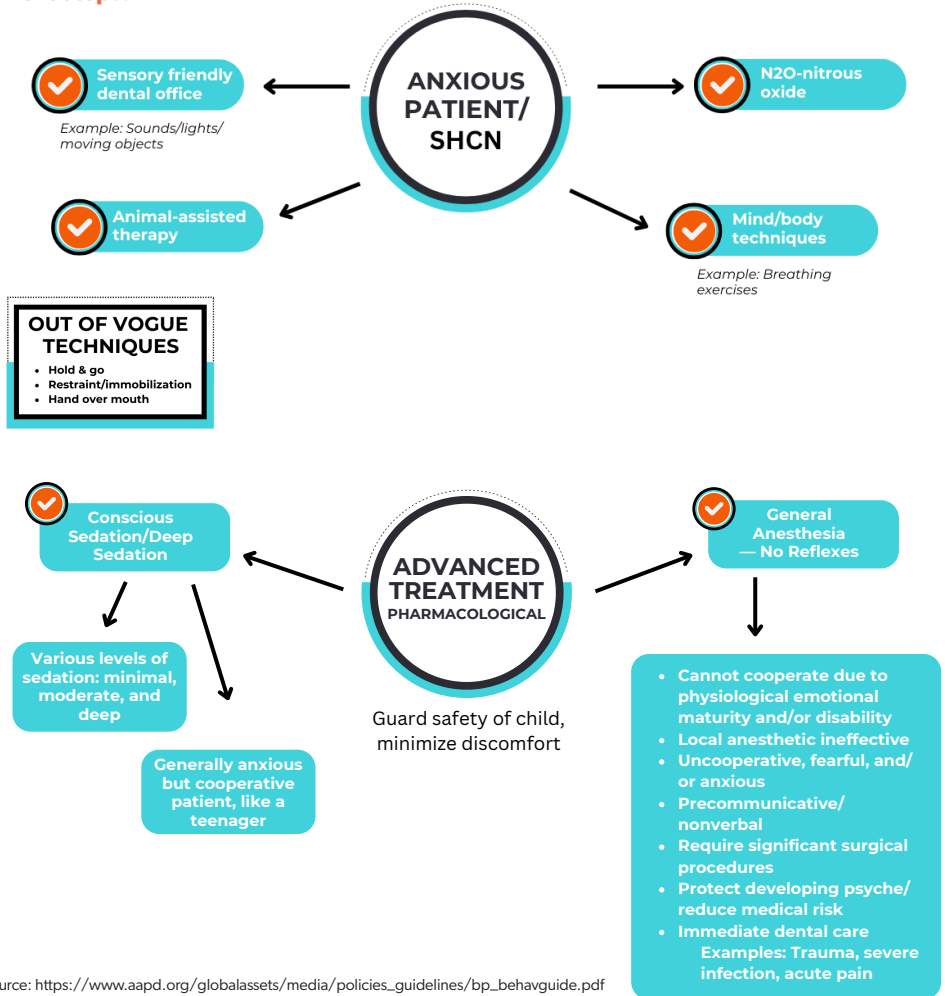 ANXIOUS
PATIENT/
SHCN
Sensory friendly
dental office
Example: Sounds/lights/
moving objects
N2O-nitrous
oxide
Animal-assisted
therapy
Mind/body
techniques
Example: Breathing
exercises
OUT OF VOGUE
TECHNIQUES
• Hold & go
• Restraint/immobilization
• Hand over mouth
ADVANCED
TREATMENT
PHARMACOLOGICAL
Guard safety of child,
minimize discomfort
Conscious
Sedation/Deep
Sedation
Various levels of
sedation: minimal,
moderate, and
deep
Generally anxious
but cooperative
patient, like a
teenager
General
Anesthesia
— No Reflexes
• Cannot cooperate due to
physiological emotional
maturity and/or disability
• Local anesthetic ineffective
• Uncooperative, fearful, and/
or anxious
• Precommunicative/
nonverbal
• Require significant surgical
procedures
• Protect developing psyche/
reduce medical risk
• Immediate dental care
Examples: Trauma, severe
infection, acute pain
urce: https://www.aapd.org/globalassets/media/policies_guidelines/bp_behavguide.pdf